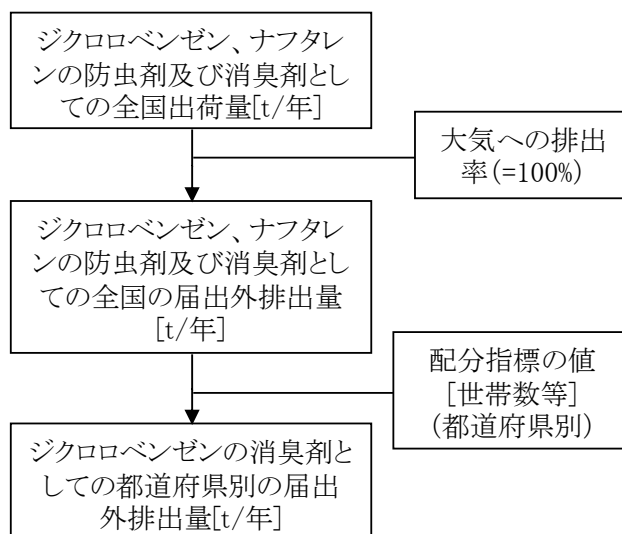 ジクロロベンゼン、ナフタレ
ンの防虫剤及び消臭剤とし
ての全国出荷量[t/年]
大気への排出
率(=100%)
ジクロロベンゼン、ナフタレ
ンの防虫剤及び消臭剤とし
ての全国の届出外排出量
[t/年]
配分指標の値
[世帯数等]
(都道府県別)
ジクロロベンゼンの消臭剤と
しての都道府県別の届出
外排出量[t/年]